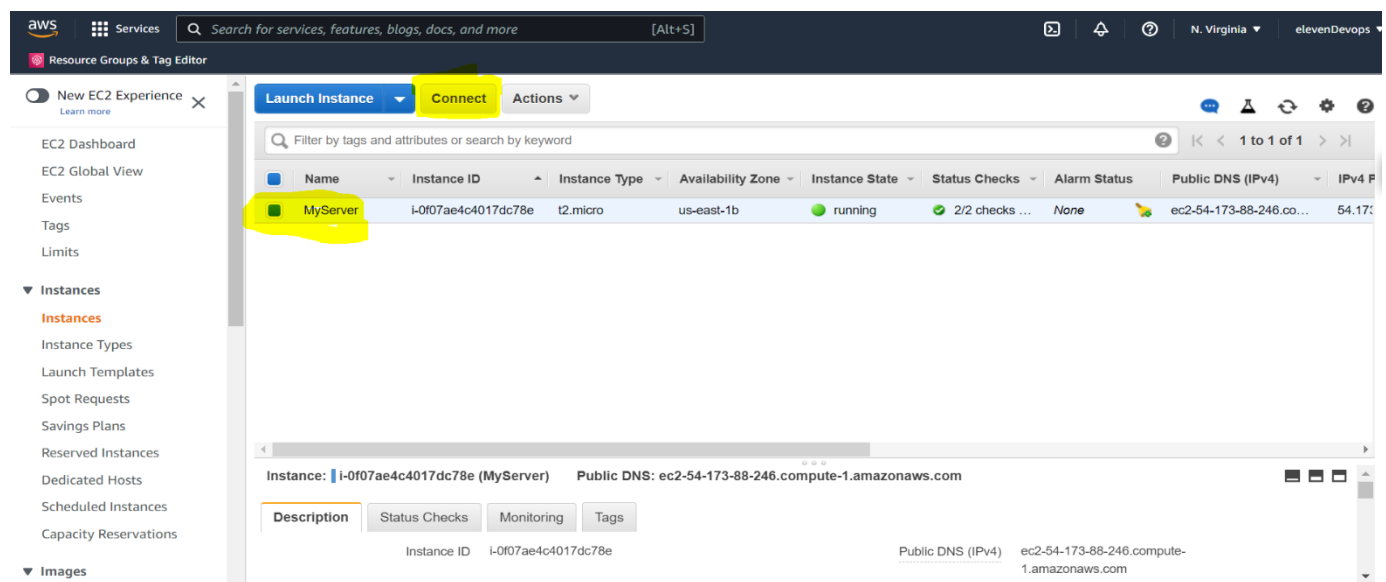 aws Services Search for services, features, blogs, docs, and more [Alt+S] N. Virginia ▼ elevenDevops
Resource Groups & Tag Editor
New EC2 Experience
Learn more
EC2 Dashboard
EC2 Global View
Events
Tags
Limits
Instances
Instances
Instance Types
Launch Templates
Spot Requests
Savings Plans
Reserved Instances
Dedicated Hosts
Scheduled Instances
Capacity Reservations
Images
Launch Instance Connect Actions
Filter by tags and attributes or search by keyword 1 to 1 of 1
Name Instance ID Instance Type Availability Zone Instance State Status Checks Alarm Status Public DNS (IPv4) IPv4 P
MyServer i-0f07ae4c4017dc78e t2.micro us-east-1b running 2/2 checks ... None ec2-54-173-88-246.co... 54.173
Instance: i-0f07ae4c4017dc78e (MyServer) Public DNS: ec2-54-173-88-246.compute-1.amazonaws.com
Description Status Checks Monitoring Tags
Instance ID i-0f07ae4c4017dc78e Public DNS (IPv4) ec2-54-173-88-246.compute-
1.amazonaws.com